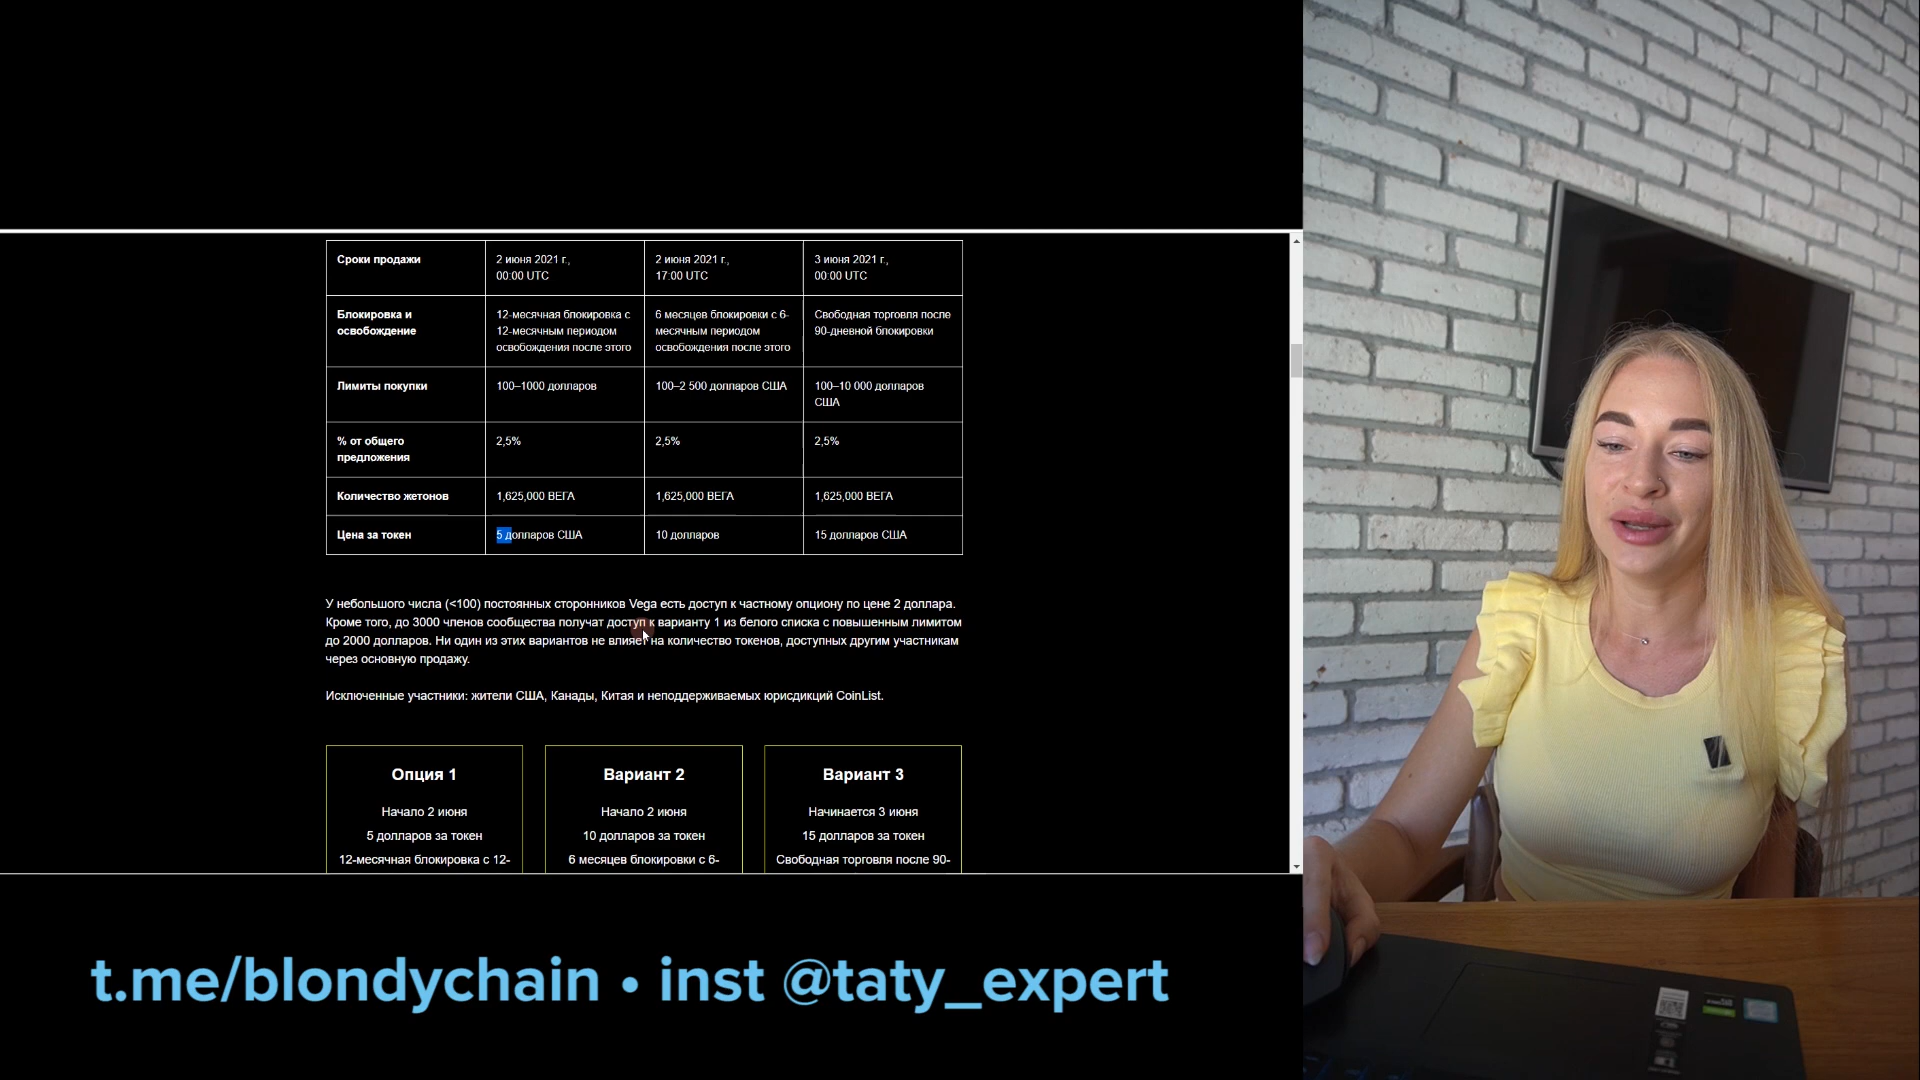 Сроки продажи
2 июня 2021 г.,
00:00 UTC
2 июня 2021 г.,
17:00 UTC
3 июня 2021 г.,
00:00 UTC
Блокировка и
освобождение
12-месячная блокировка с
12-месячным периодом
освобождения после этого
6 месяцев блокировки с 6-
месячным периодом
освобождения после этого
Свободная торговля после
90-дневной блокировки
Лимиты покупки
100–1000 долларов
100–2 500 долларов США
100–10 000 долларов
США
% от общего
предложения
2,5%
2,5%
2,5%
Количество жетонов
1,625,000 ВЕГА
1,625,000 ВЕГА
1,625,000 ВЕГА
Цена за токен
5 долларов США
10 долларов
15 долларов США
У небольшого числа (<100) постоянных сторонников Vega есть доступ к частному опциону по цене 2 доллара.
Кроме того, до 3000 членов сообщества получат доступ к варианту 1 из белого списка с повышенным лимитом
до 2000 долларов. Ни один из этих вариантов не влияет на количество токенов, доступных другим участникам
через основную продажу.
Исключенные участники: жители США, Канады, Китая и неподдерживаемых юрисдикций CoinList.
Опция 1
Начало 2 июня
5 долларов за токен
12-месячная блокировка с 12-
Вариант 2
Начало 2 июня
10 долларов за токен
6 месяцев блокировки с 6-
Вариант 3
Начинается 3 июня
15 долларов за токен
Свободная торговля после 90-
t.me/blondychain • inst @taty_expert